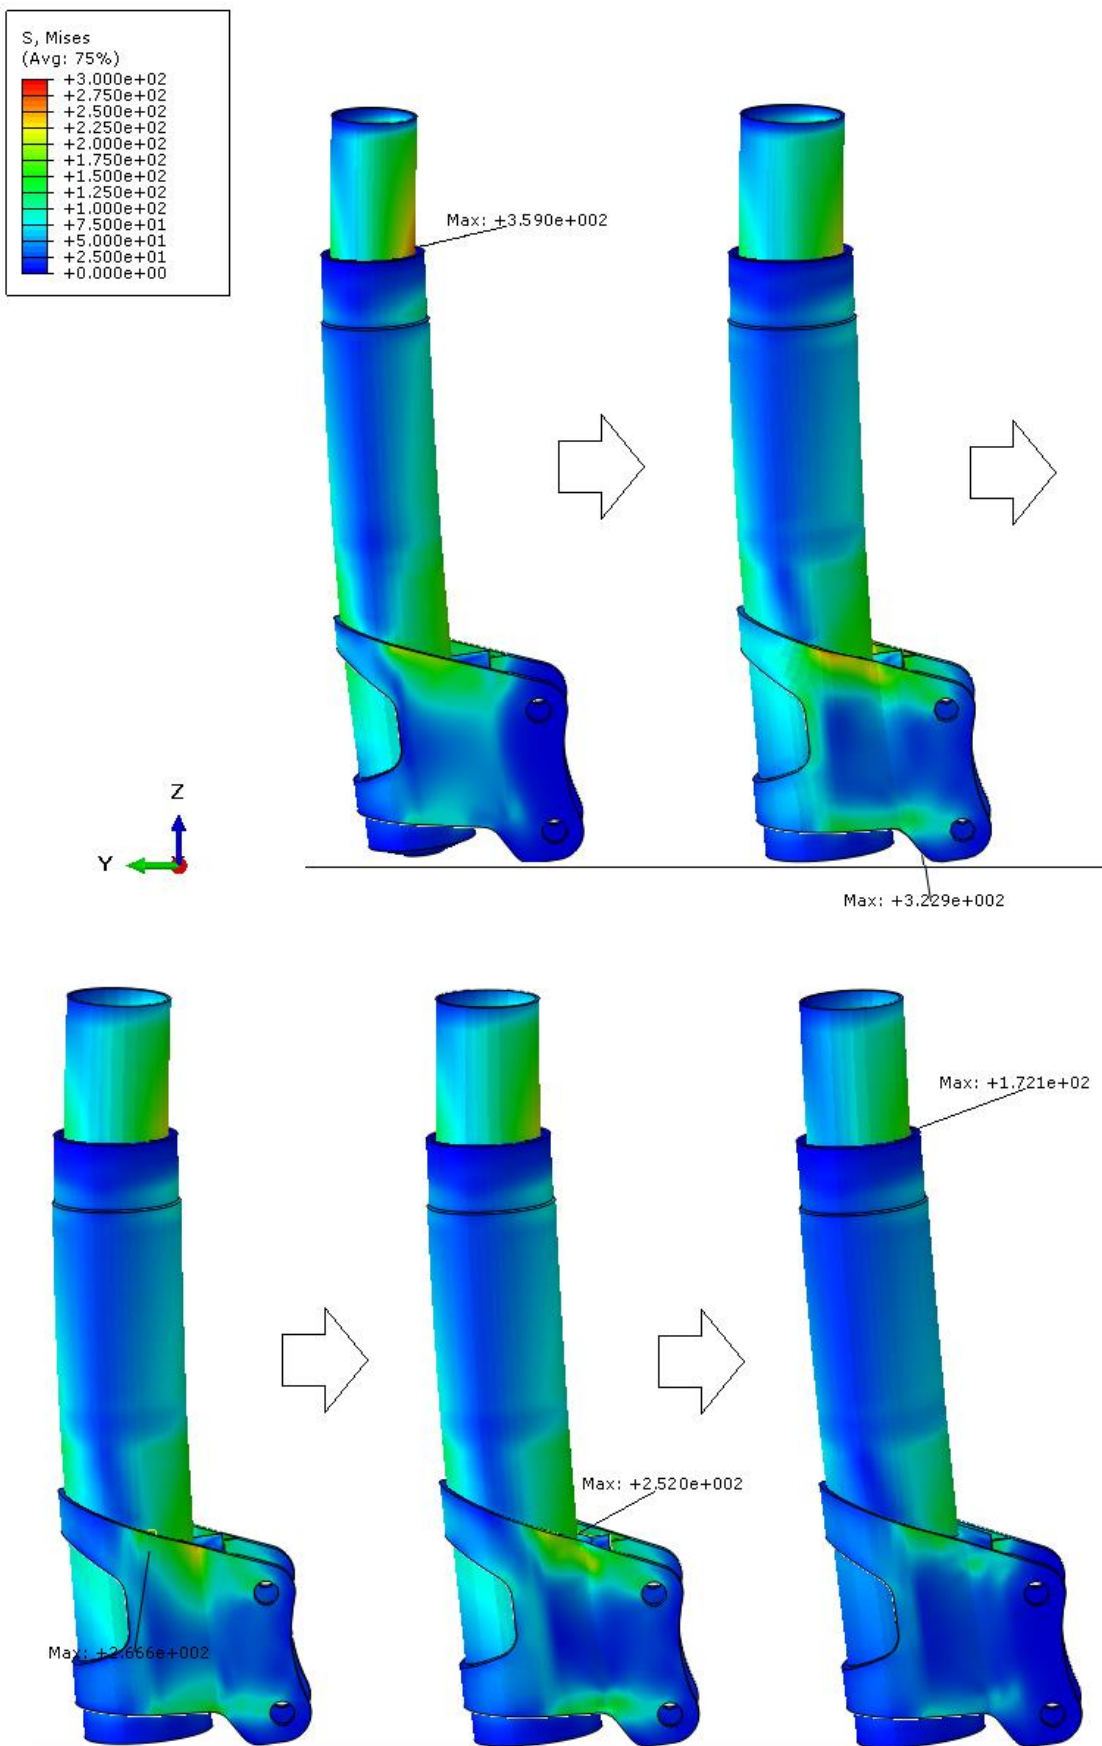 S, Mises
(Avg: 75%)
+3.000e+02
+2.750e+02
+2.500e+02
+2.250e+02
+2.000e+02
+1.750e+02
+1.500e+02
+1.250e+02
+1.000e+02
+7.500e+01
+5.000e+01
+2.500e+01
+0.000e+00
Max: +3.590e+002
Z
Y
Max: +3.229e+002
Max: +1.721e+02
Max: +2.520e+002
Max: +2.666e+002